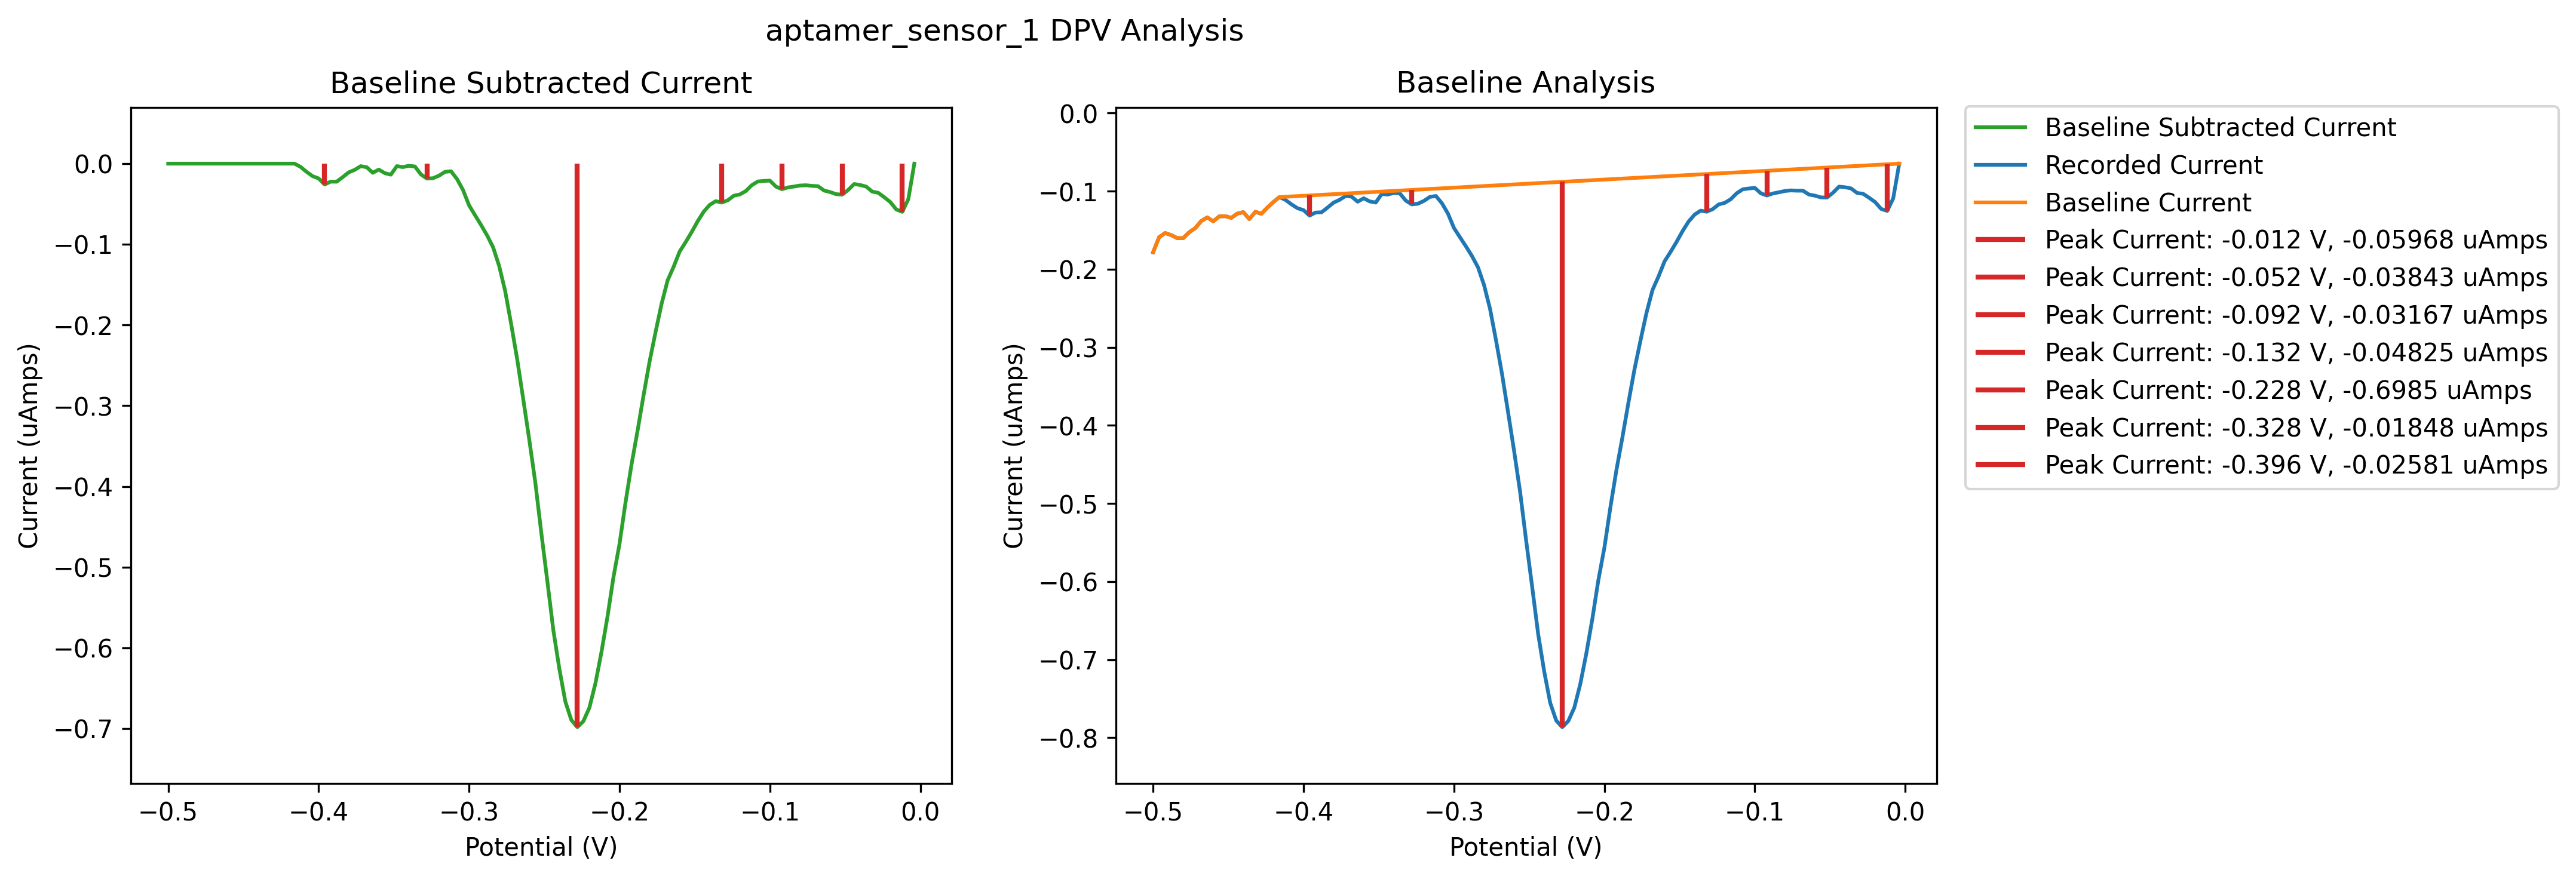 aptamer_sensor_1 DPV Analysis
Baseline Subtracted Current
0.0
−0.1
−0.2
−0.3
−0.4
−0.5
−0.6
−0.7
Current (uAmps)
−0.5
−0.4
−0.3
−0.2
−0.1
0.0
Potential (V)
Baseline Analysis
0.0
−0.1
−0.2
−0.3
−0.4
−0.5
−0.6
−0.7
−0.8
Current (uAmps)
−0.5
−0.4
−0.3
−0.2
−0.1
0.0
Potential (V)
Baseline Subtracted Current
Recorded Current
Baseline Current
Peak Current: -0.012 V, -0.05968 uAmps
Peak Current: -0.052 V, -0.03843 uAmps
Peak Current: -0.092 V, -0.03167 uAmps
Peak Current: -0.132 V, -0.04825 uAmps
Peak Current: -0.228 V, -0.6985 uAmps
Peak Current: -0.328 V, -0.01848 uAmps
Peak Current: -0.396 V, -0.02581 uAmps